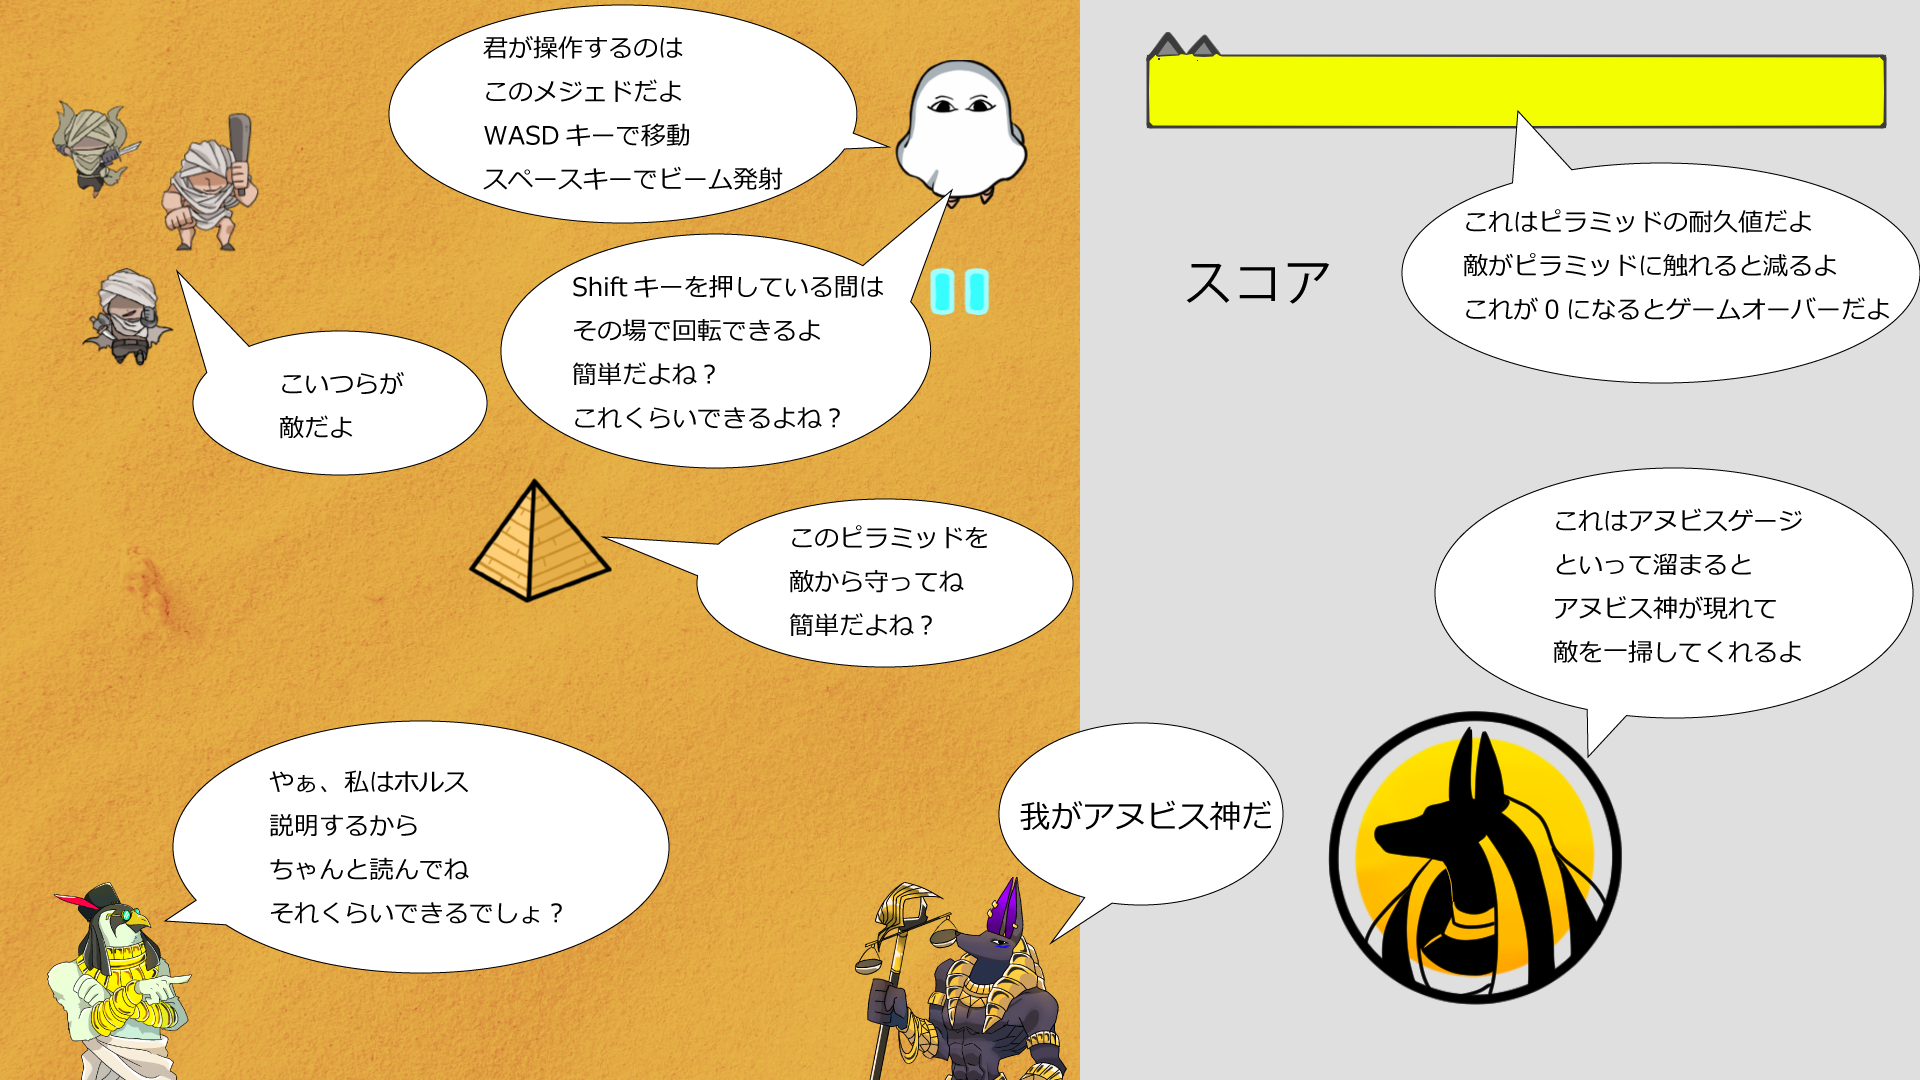 君が操作するのは
このメジェドだよ
WASD キーで移動
スペースキーでビーム発射
Shift キーを押している間は
その場で回転できるよ
簡単だよね？
これくらいできるよね？
こいつらが
敵だよ
このピラミッドを
敵から守ってね
簡単だよね？
やぁ、私はホルス
説明するから
ちゃんと読んでね
それくらいできるでしょ？
我がアヌビス神だ
スコア
これはピラミッドの耐久値だよ
敵がピラミッドに触れると減るよ
これが 0 になるとゲームオーバーだよ
これはアヌビスゲージ
といって溜まると
アヌビス神が現れて
敵を一掃してくれるよ